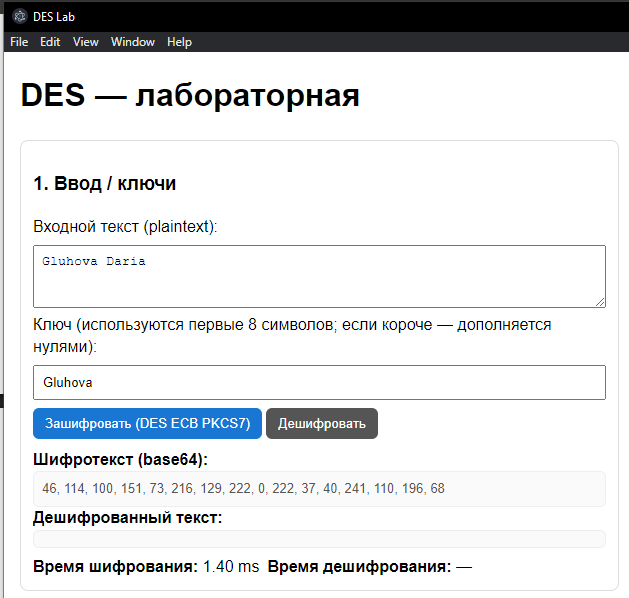 DES Lab
File Edit View Window Help
DES — лабораторная
1. Ввод / ключи
Входной текст (plaintext):
Gluhova Daria
Ключ (используются первые 8 символов; если короче — дополняется
нулями):
Gluhova
Зашифровать (DES ECB PKCS7) Дешифровать
Шифротекст (base64):
46, 114, 100, 151, 73, 216, 129, 222, 0, 222, 37, 40, 241, 110, 196, 68
Дешифрованный текст:
Время шифрования: 1.40 ms Время дешифрования: —